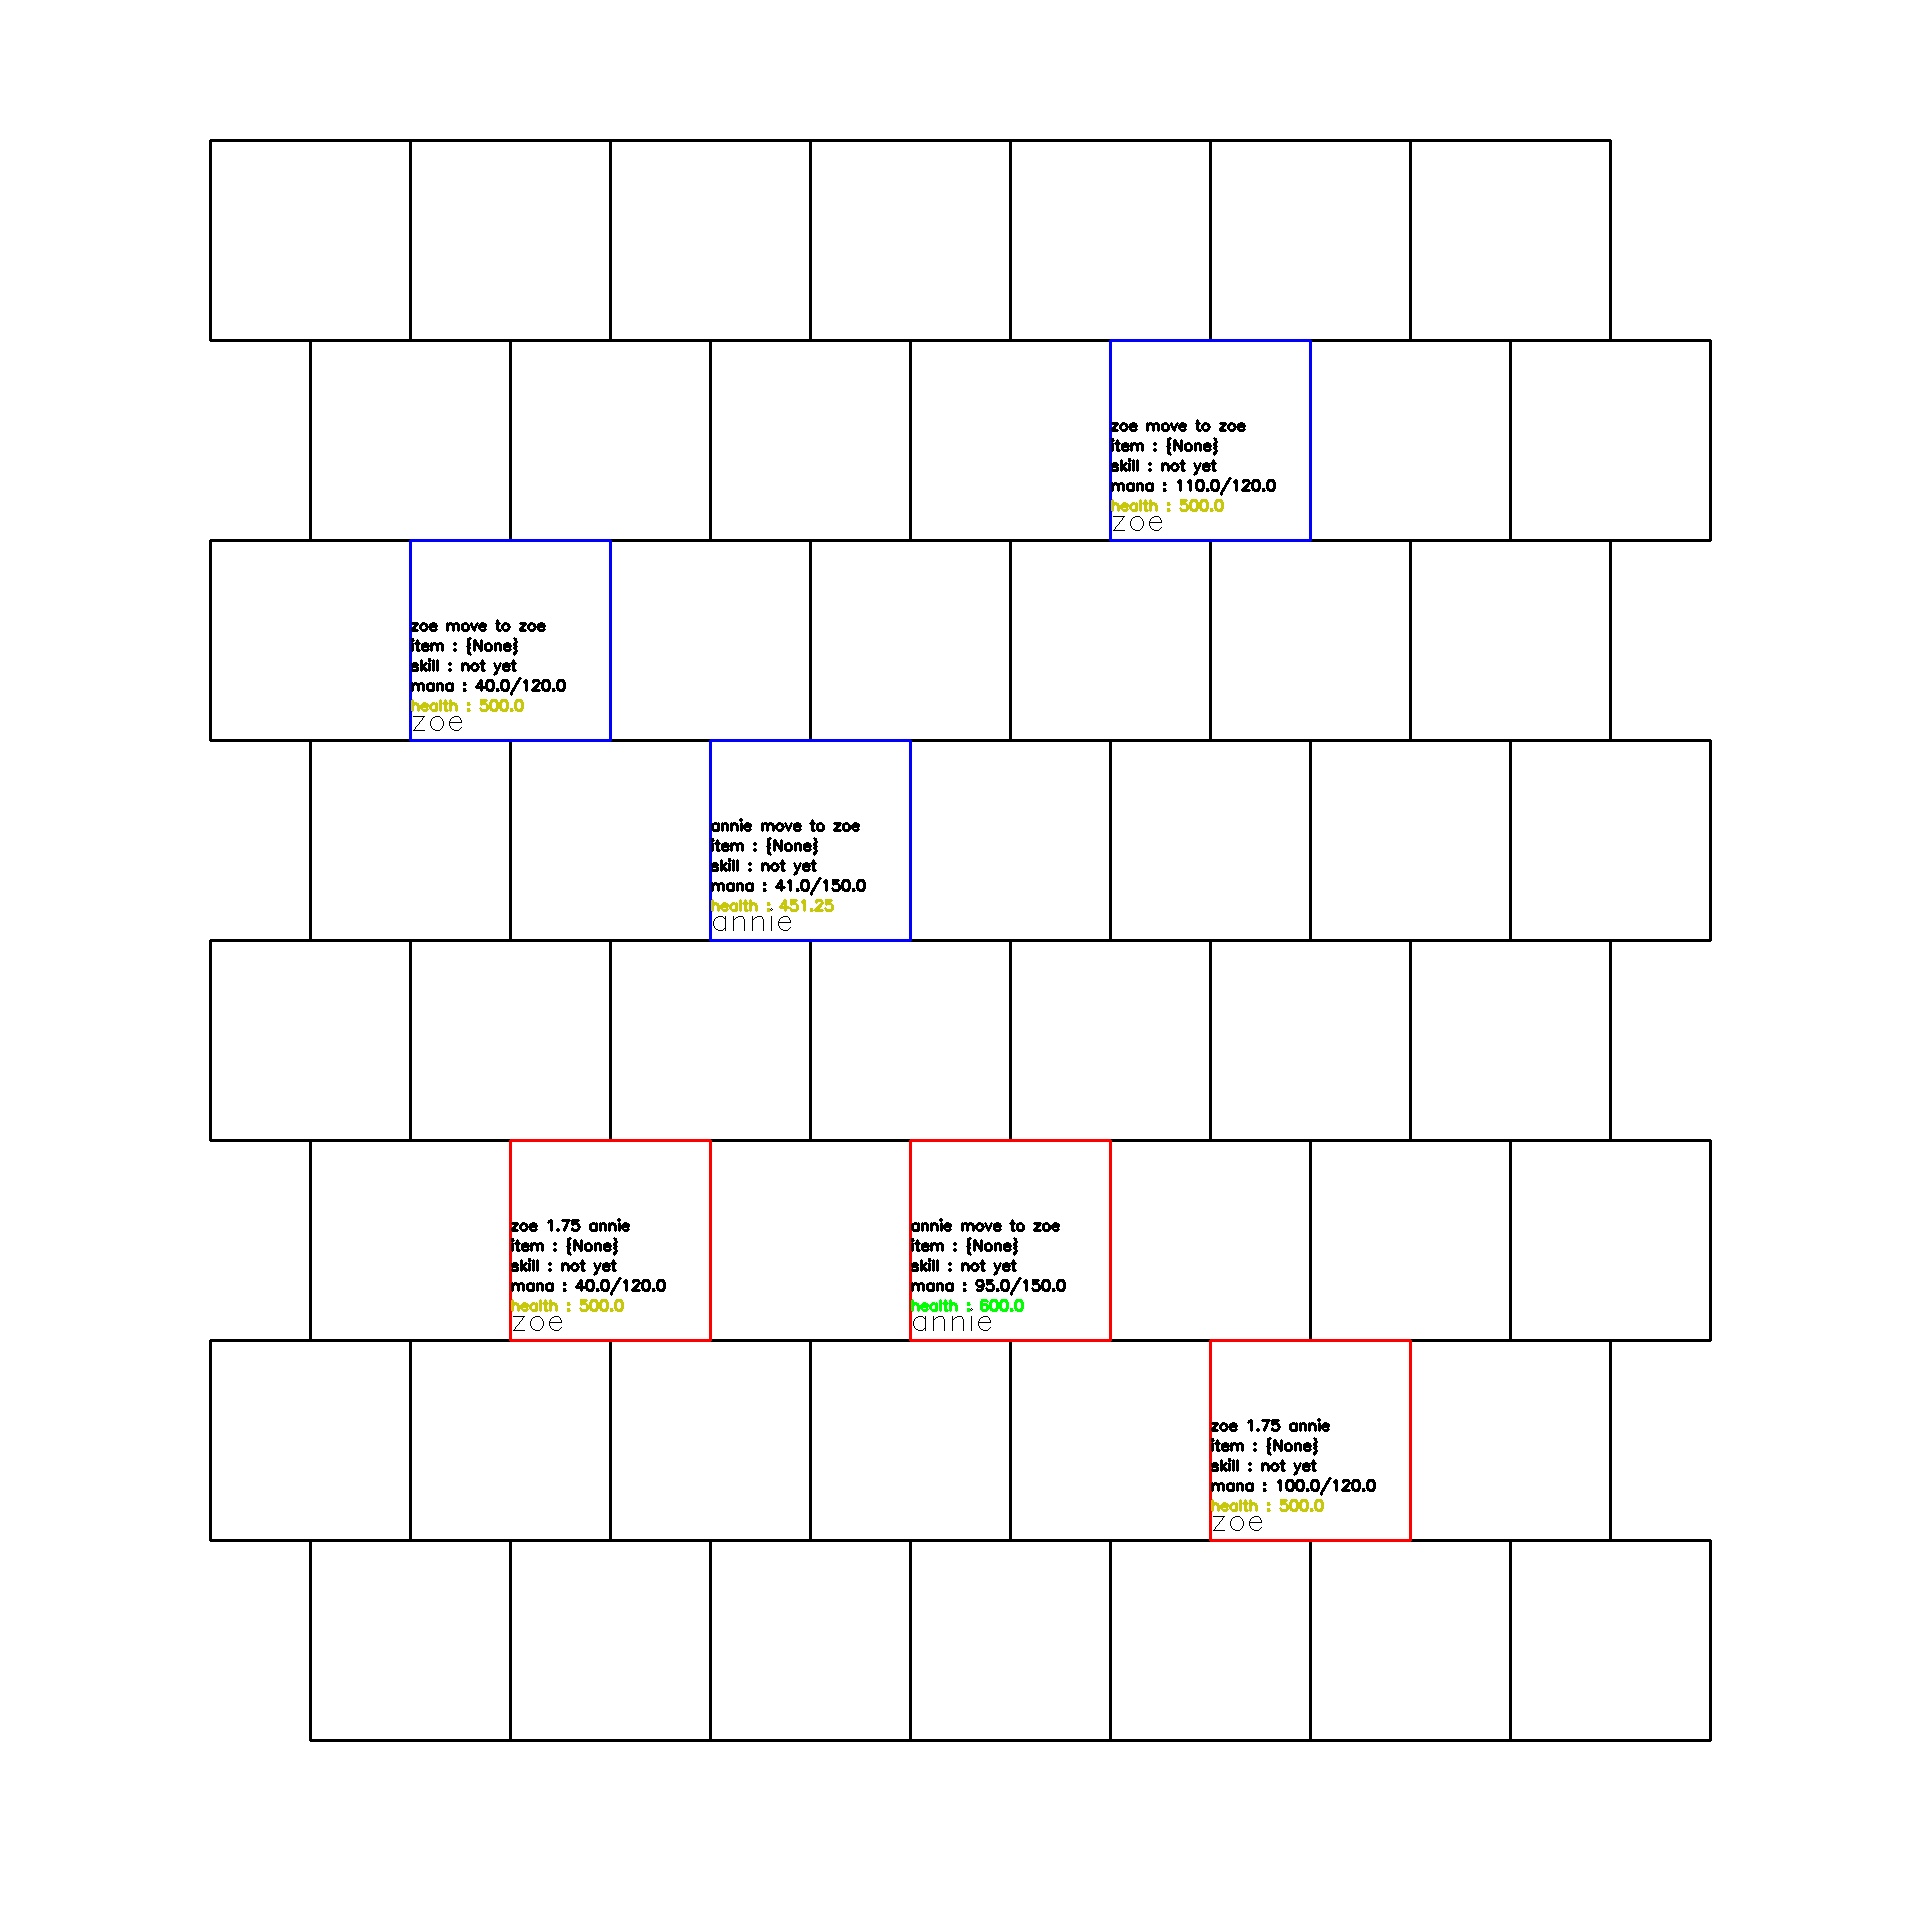 zoe move to zoe
item : {None}
skill : not yet
mana : 110.0/120.0
health : 500.0
zoe
zoe move to zoe
item : {None}
skill : not yet
mana : 40.0/120.0
health : 500.0
zoe
annie move to zoe
item : {None}
skill : not yet
mana : 41.0/150.0
health : 451.25
annie
zoe 1.75 annie
item : {None}
skill : not yet
mana : 40.0/120.0
health : 500.0
zoe
annie move to zoe
item : {None}
skill : not yet
mana : 95.0/150.0
health : 600.0
annie
zoe 1.75 annie
item : {None}
skill : not yet
mana : 100.0/120.0
health : 500.0
zoe